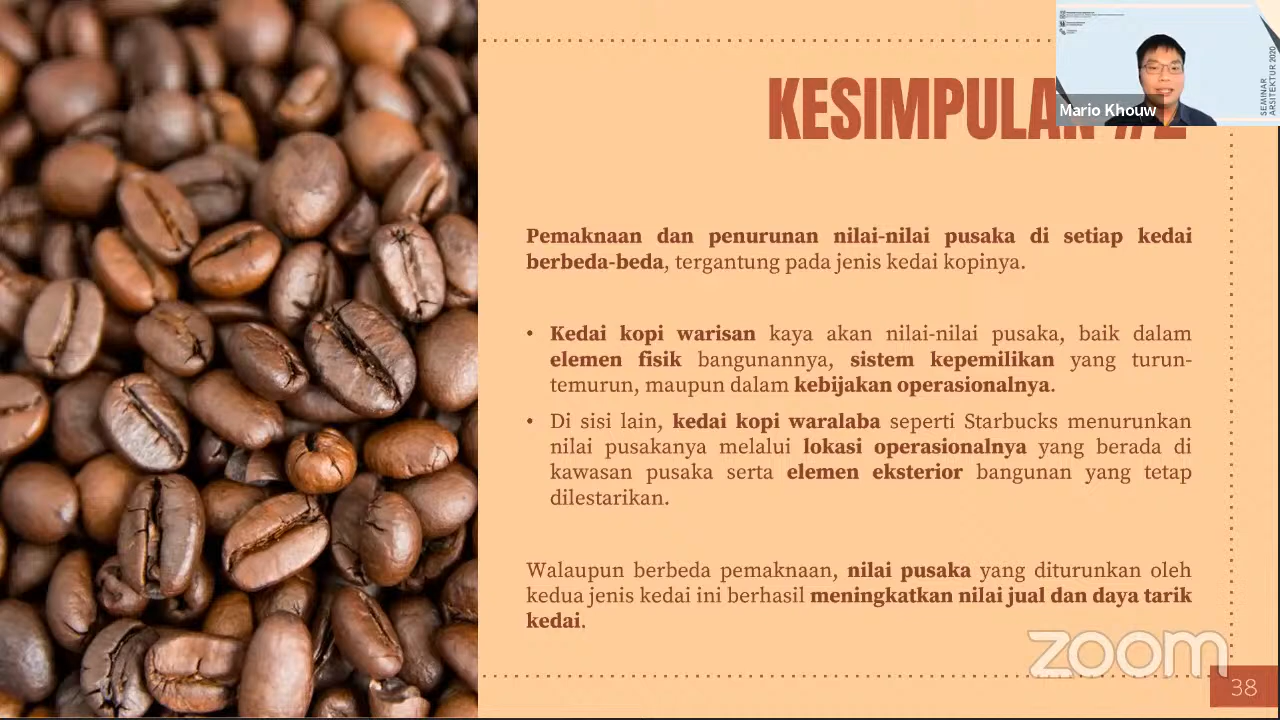 KESIMPULAN #2
Mario Khouw
SEMINAR
ARSITEKTUR 2020
Pemaknaan dan penurunan nilai-nilai pusaka di setiap kedai
berbeda-beda, tergantung pada jenis kedai kopinya.
• Kedai kopi warisan kaya akan nilai-nilai pusaka, baik dalam
elemen fisik bangunannya, sistem kepemilikan yang turun-
temurun, maupun dalam kebijakan operasionalnya.
• Di sisi lain, kedai kopi waralaba seperti Starbucks menurunkan
nilai pusakanya melalui lokasi operasionalnya yang berada di
kawasan pusaka serta elemen eksterior bangunan yang tetap
dilestarikan.
Walaupun berbeda pemaknaan, nilai pusaka yang diturunkan oleh
kedua jenis kedai ini berhasil meningkatkan nilai jual dan daya tarik
kedai.
zoom
38